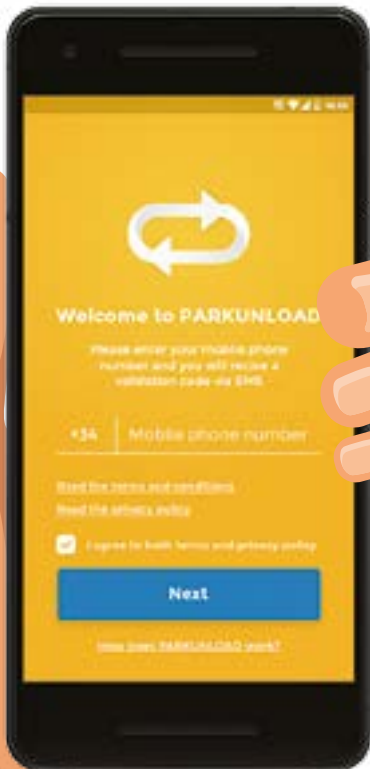 Welcome to PARKUNLOAD
Please enter your mobile phone
number and you will recive a
validation code via SMS
+34 Mobile phone number
Read the terms and conditions
Read the privacy policy
I agree to both terms and privacy policy
Next
How does PARKUNLOAD work?